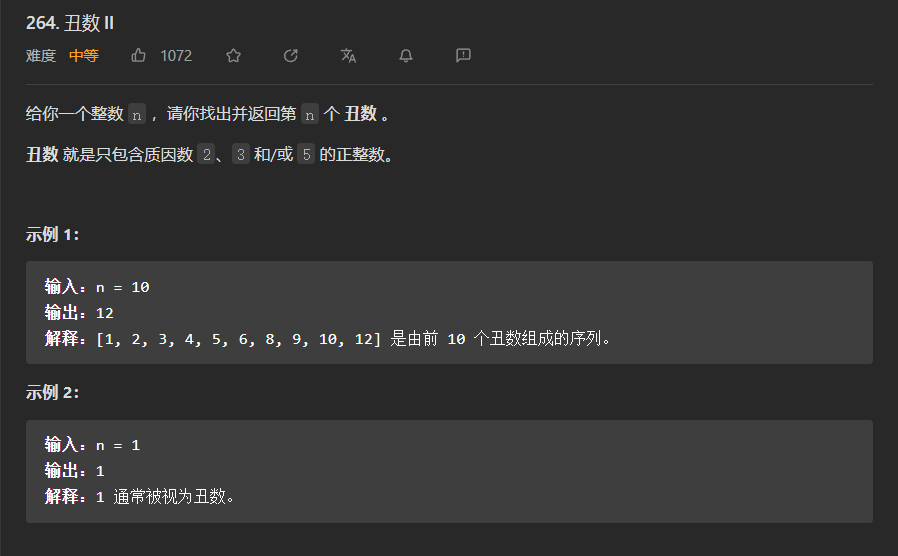 264. 丑数 II
难度 中等 1072
给你一个整数 n ，请你找出并返回第 n 个 丑数 。
丑数 就是只包含质因数 2、3 和/或 5 的正整数。
示例 1：
输入：n = 10
输出：12
解释：[1, 2, 3, 4, 5, 6, 8, 9, 10, 12] 是由前 10 个丑数组成的序列。
示例 2：
输入：n = 1
输出：1
解释：1 通常被视为丑数。